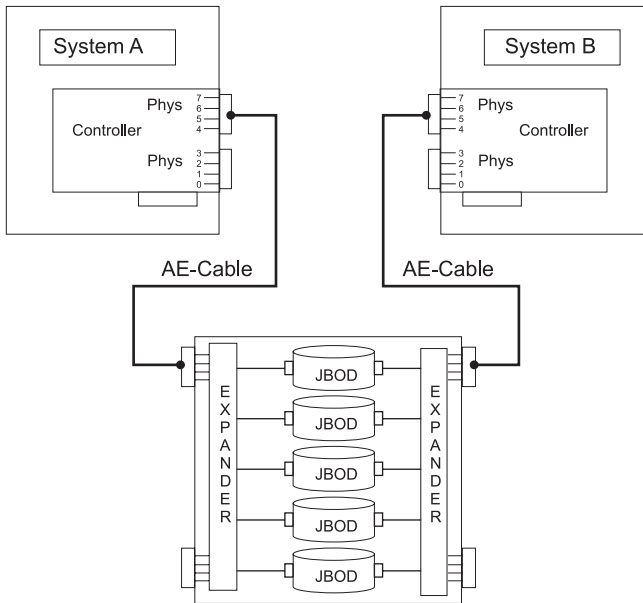 System A
System B
Phys
7
6
5
4
Controller
Phys
3
2
1
0
7
6
5
4
Phys
Controller
3
2
1
0
Phys
AE-Cable
AE-Cable
EXPANDER
JBOD
JBOD
JBOD
JBOD
JBOD
EXPANDER